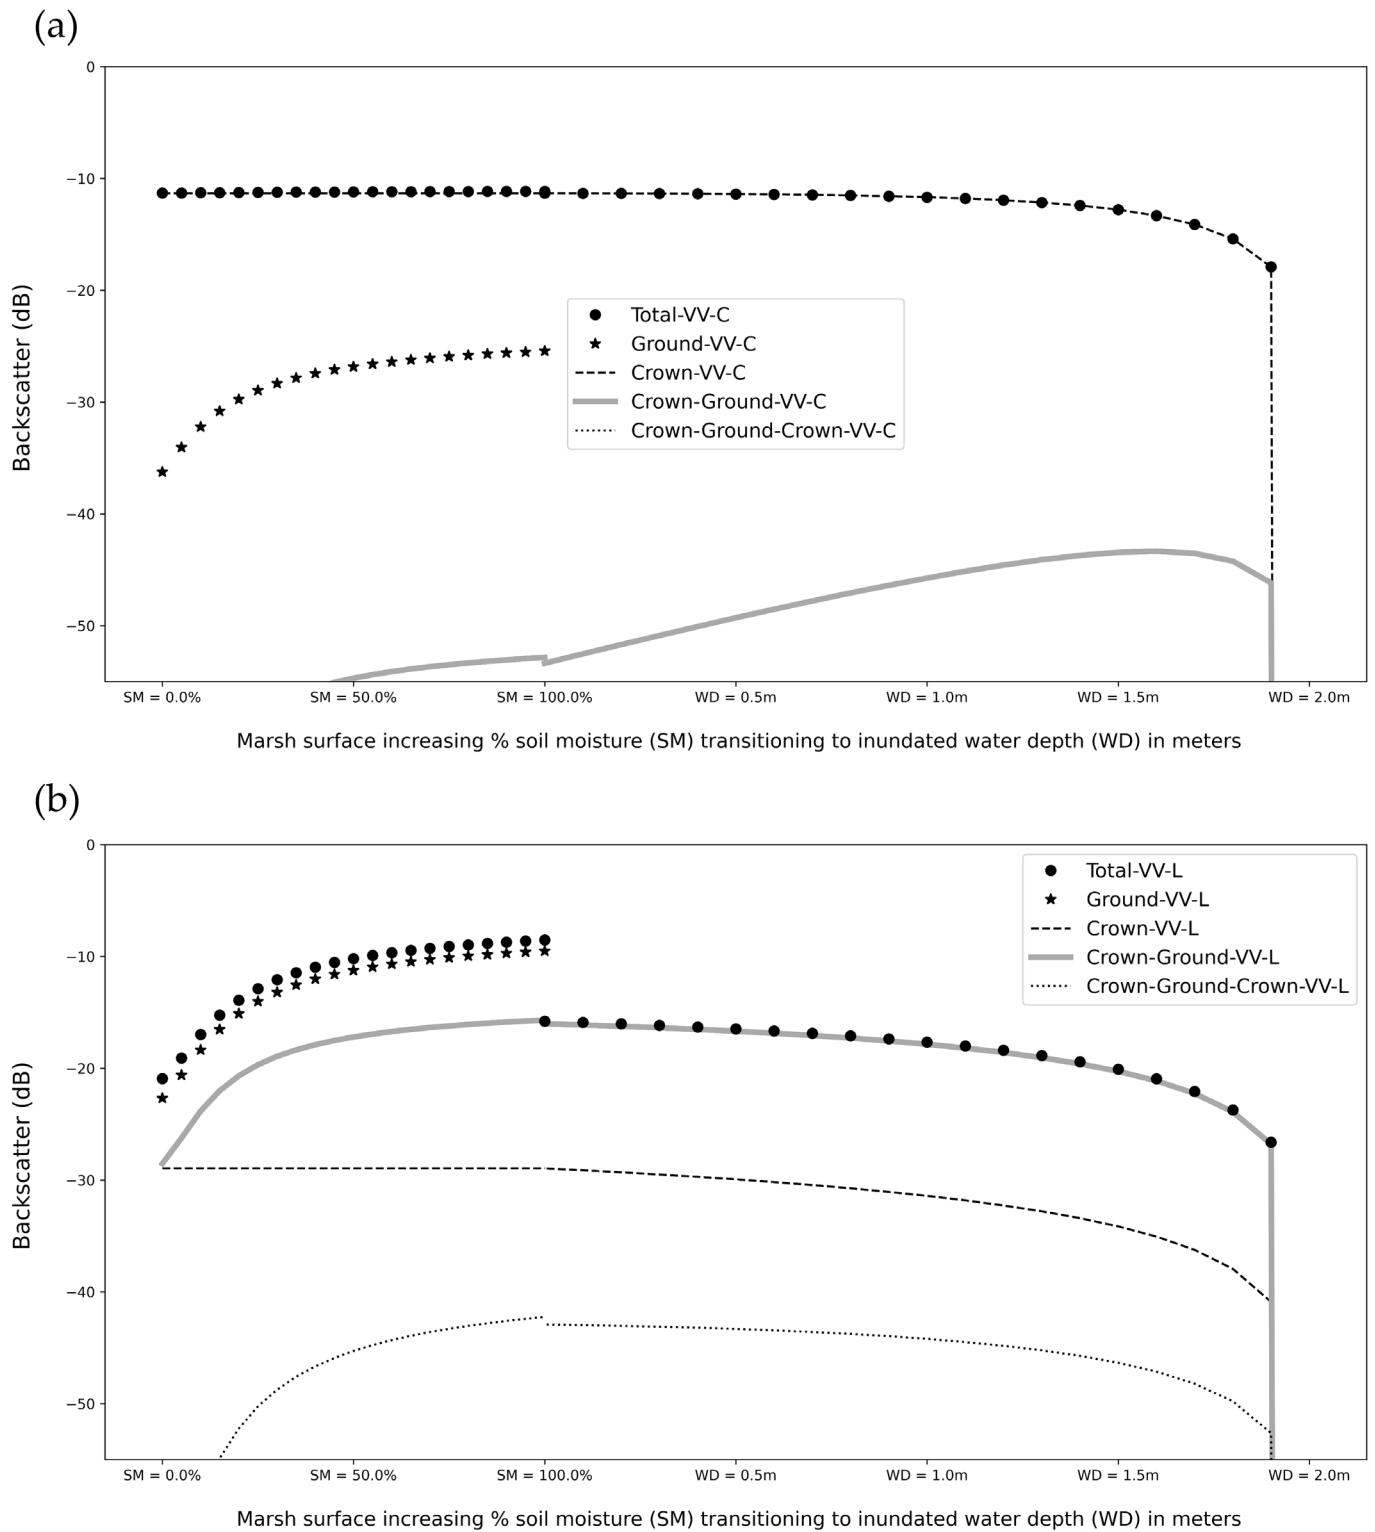 (a)
0
−10
−20
−30
−40
−50
Backscatter (dB)
Total-VV-C
Ground-VV-C
Crown-VV-C
Crown-Ground-VV-C
Crown-Ground-Crown-VV-C
SM = 0.0% SM = 50.0% SM = 100.0% WD = 0.5m WD = 1.0m WD = 1.5m WD = 2.0m
Marsh surface increasing % soil moisture (SM) transitioning to inundated water depth (WD) in meters
(b)
0
−10
−20
−30
−40
−50
Backscatter (dB)
Total-VV-L
Ground-VV-L
Crown-VV-L
Crown-Ground-VV-L
Crown-Ground-Crown-VV-L
SM = 0.0% SM = 50.0% SM = 100.0% WD = 0.5m WD = 1.0m WD = 1.5m WD = 2.0m
Marsh surface increasing % soil moisture (SM) transitioning to inundated water depth (WD) in meters